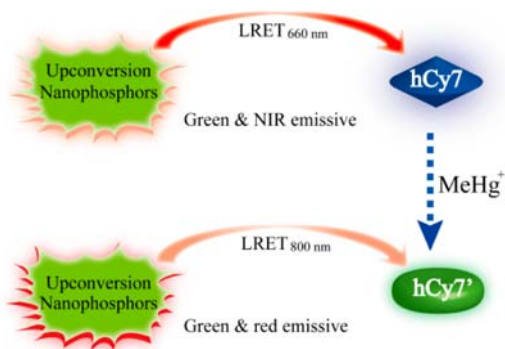 LRET 660 nm
Upconversion
Nanophosphors
hCy7
Green & NIR emissive
MeHg+
LRET 800 nm
Upconversion
Nanophosphors
hCy7'
Green & red emissive